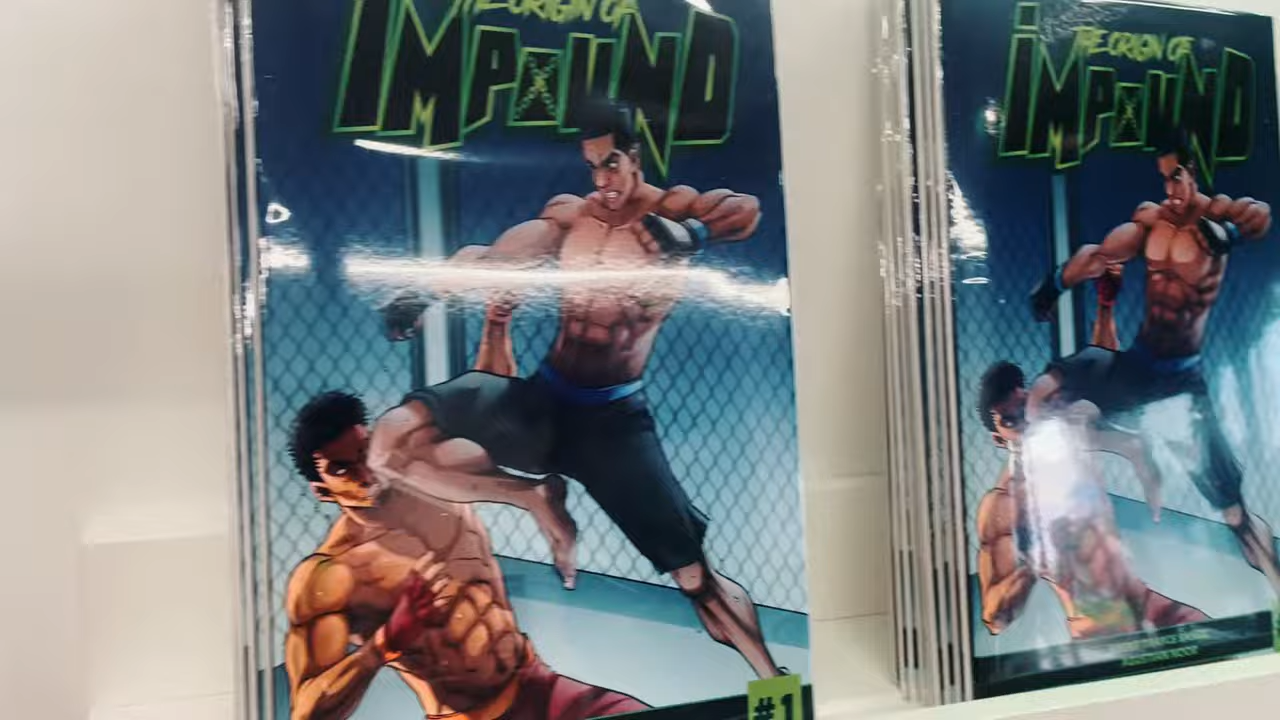 THE ORIGIN OF
IMPOUND
#1
THE ORIGIN OF
IMPOUND